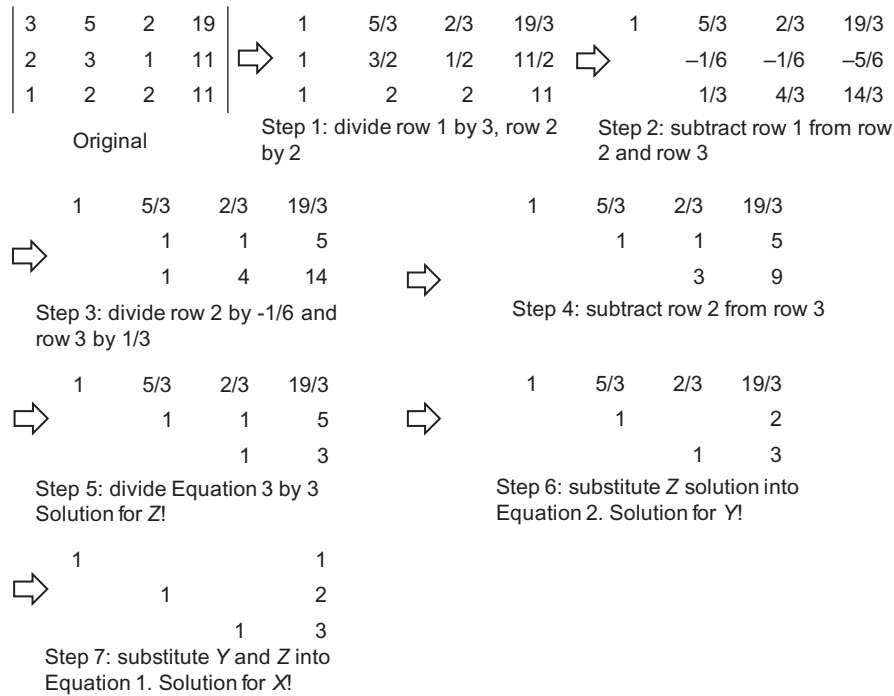 3 5 2 19
2 3 1 11
1 2 2 11
Original
1 5/3 2/3 19/3
1 3/2 1/2 11/2
1 2 2 11
Step 1: divide row 1 by 3, row 2
by 2
1 5/3 2/3 19/3
–1/6 –1/6 –5/6
1/3 4/3 14/3
Step 2: subtract row 1 from row
2 and row 3
1 5/3 2/3 19/3
1 1 5
1 4 14
Step 3: divide row 2 by -1/6 and
row 3 by 1/3
1 5/3 2/3 19/3
1 1 5
3 9
Step 4: subtract row 2 from row 3
1 5/3 2/3 19/3
1 1 5
1 3
Step 5: divide Equation 3 by 3
Solution for Z!
1 5/3 2/3 19/3
1 2
1 3
Step 6: substitute Z solution into
Equation 2. Solution for Y!
1 1
1 2
1 3
Step 7: substitute Y and Z into
Equation 1. Solution for X!